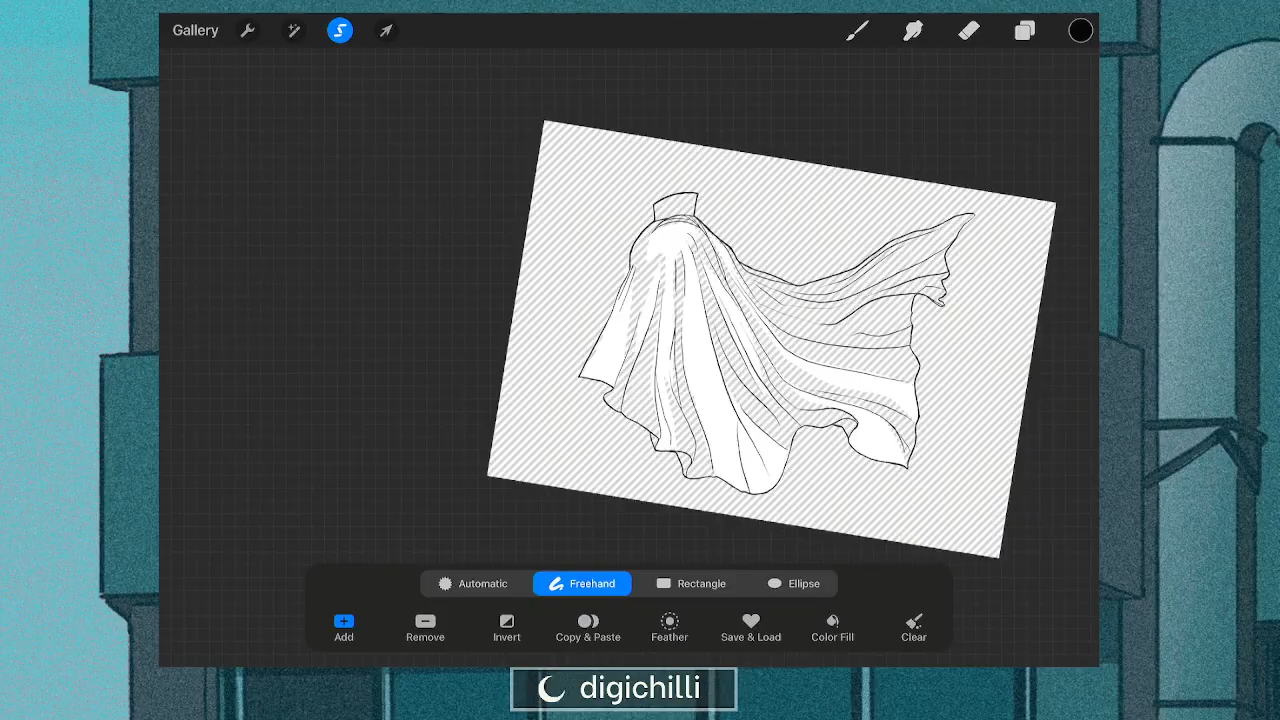 Gallery
Automatic Freehand Rectangle Ellipse
Add Remove Invert Copy & Paste Feather Save & Load Color Fill Clear
digichilli